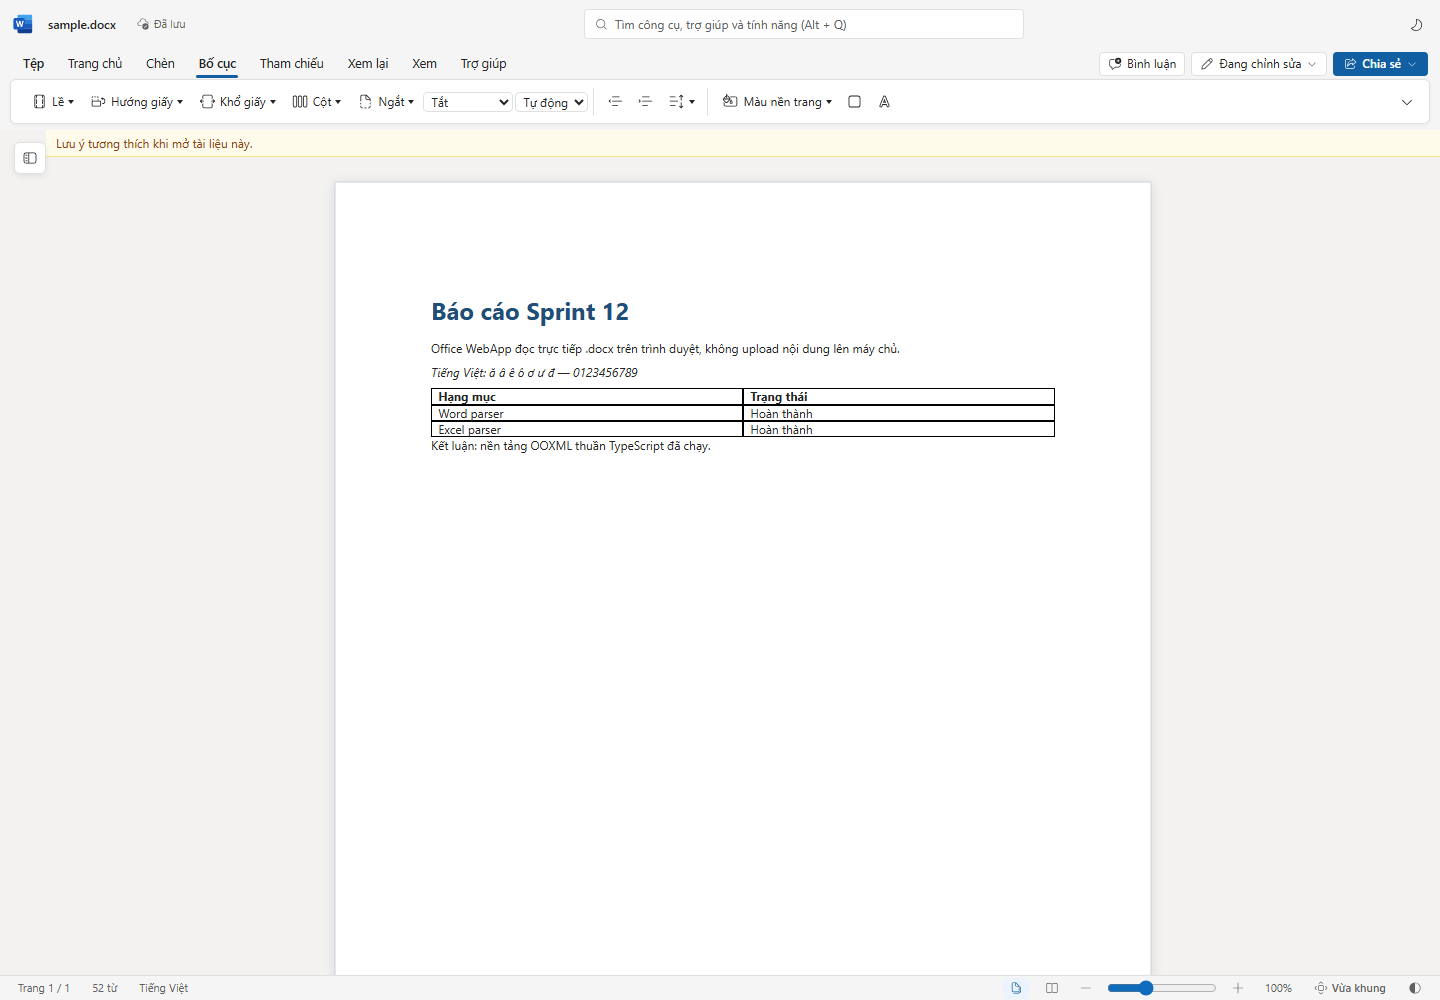 sample.docx
Đã lưu
Tìm công cụ, trợ giúp và tính năng (Alt + Q)
Tệp
Trang chủ
Chèn
Bố cục
Tham chiếu
Xem lại
Xem
Trợ giúp
Bình luận
Đang chỉnh sửa
Chia sẻ
Lề
Hướng giấy
Khổ giấy
Cột
Ngắt
Tắt
Tự động
Màu nền trang
Lưu ý tương thích khi mở tài liệu này.
Báo cáo Sprint 12
Office WebApp đọc trực tiếp .docx trên trình duyệt, không upload nội dung lên máy chủ.
Tiếng Việt: ă â ê ô ơ ư đ — 0123456789
Hạng mục Trạng thái
Word parser Hoàn thành
Excel parser Hoàn thành
Kết luận: nền tảng OOXML thuần TypeScript đã chạy.
Trang 1 / 1
52 từ
Tiếng Việt
100%
Vừa khung